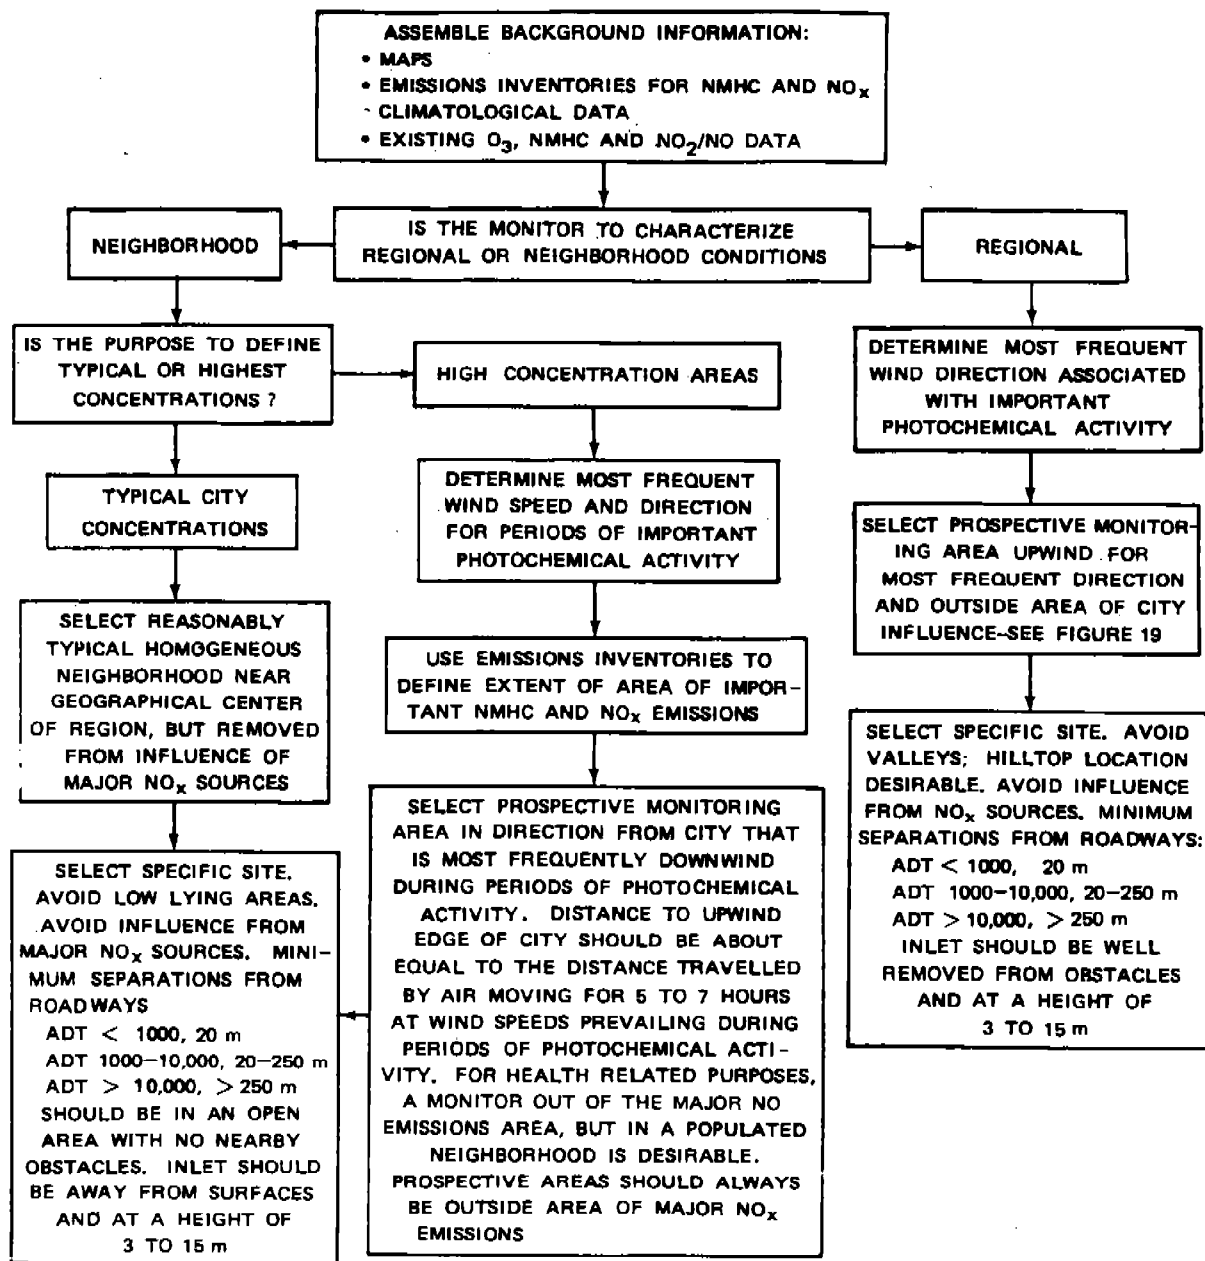 ASSEMBLE BACKGROUND INFORMATION:
• MAPS
• EMISSIONS INVENTORIES FOR NMHC AND NOₓ
- CLIMATOLOGICAL DATA
• EXISTING O₃, NMHC AND NO₂/NO DATA
IS THE MONITOR TO CHARACTERIZE
REGIONAL OR NEIGHBORHOOD CONDITIONS
NEIGHBORHOOD
REGIONAL
IS THE PURPOSE TO DEFINE
TYPICAL OR HIGHEST
CONCENTRATIONS ?
TYPICAL CITY
CONCENTRATIONS
SELECT REASONABLY
TYPICAL HOMOGENEOUS
NEIGHBORHOOD NEAR
GEOGRAPHICAL CENTER
OF REGION, BUT REMOVED
FROM INFLUENCE OF
MAJOR NOₓ SOURCES
SELECT SPECIFIC SITE.
AVOID LOW LYING AREAS.
AVOID INFLUENCE FROM
MAJOR NOₓ SOURCES. MINI-
MUM SEPARATIONS FROM
ROADWAYS
ADT < 1000, 20 m
ADT 1000-10,000, 20-250 m
ADT > 10,000, > 250 m
SHOULD BE IN AN OPEN
AREA WITH NO NEARBY
OBSTACLES. INLET SHOULD
BE AWAY FROM SURFACES
AND AT A HEIGHT OF
3 TO 15 m
HIGH CONCENTRATION AREAS
DETERMINE MOST FREQUENT
WIND SPEED AND DIRECTION
FOR PERIODS OF IMPORTANT
PHOTOCHEMICAL ACTIVITY
USE EMISSIONS INVENTORIES TO
DEFINE EXTENT OF AREA OF IMPOR-
TANT NMHC AND NOₓ EMISSIONS
SELECT PROSPECTIVE MONITORING
AREA IN DIRECTION FROM CITY THAT
IS MOST FREQUENTLY DOWNWIND
DURING PERIODS OF PHOTOCHEMICAL
ACTIVITY. DISTANCE TO UPWIND
EDGE OF CITY SHOULD BE ABOUT
EQUAL TO THE DISTANCE TRAVELLED
BY AIR MOVING FOR 5 TO 7 HOURS
AT WIND SPEEDS PREVAILING DURING
PERIODS OF PHOTOCHEMICAL ACTI-
VITY. FOR HEALTH RELATED PURPOSES,
A MONITOR OUT OF THE MAJOR NO
EMISSIONS AREA, BUT IN A POPULATED
NEIGHBORHOOD IS DESIRABLE.
PROSPECTIVE AREAS SHOULD ALWAYS
BE OUTSIDE AREA OF MAJOR NOₓ
EMISSIONS
DETERMINE MOST FREQUENT
WIND DIRECTION ASSOCIATED
WITH IMPORTANT
PHOTOCHEMICAL ACTIVITY
SELECT PROSPECTIVE MONITOR-
ING AREA UPWIND FOR
MOST FREQUENT DIRECTION
AND OUTSIDE AREA OF CITY
INFLUENCE-SEE FIGURE 19
SELECT SPECIFIC SITE. AVOID
VALLEYS; HILLTOP LOCATION
DESIRABLE. AVOID INFLUENCE
FROM NOₓ SOURCES. MINIMUM
SEPARATIONS FROM ROADWAYS:
ADT < 1000, 20 m
ADT 1000-10,000, 20-250 m
ADT > 10,000, > 250 m
INLET SHOULD BE WELL
REMOVED FROM OBSTACLES
AND AT A HEIGHT OF
3 TO 15 m